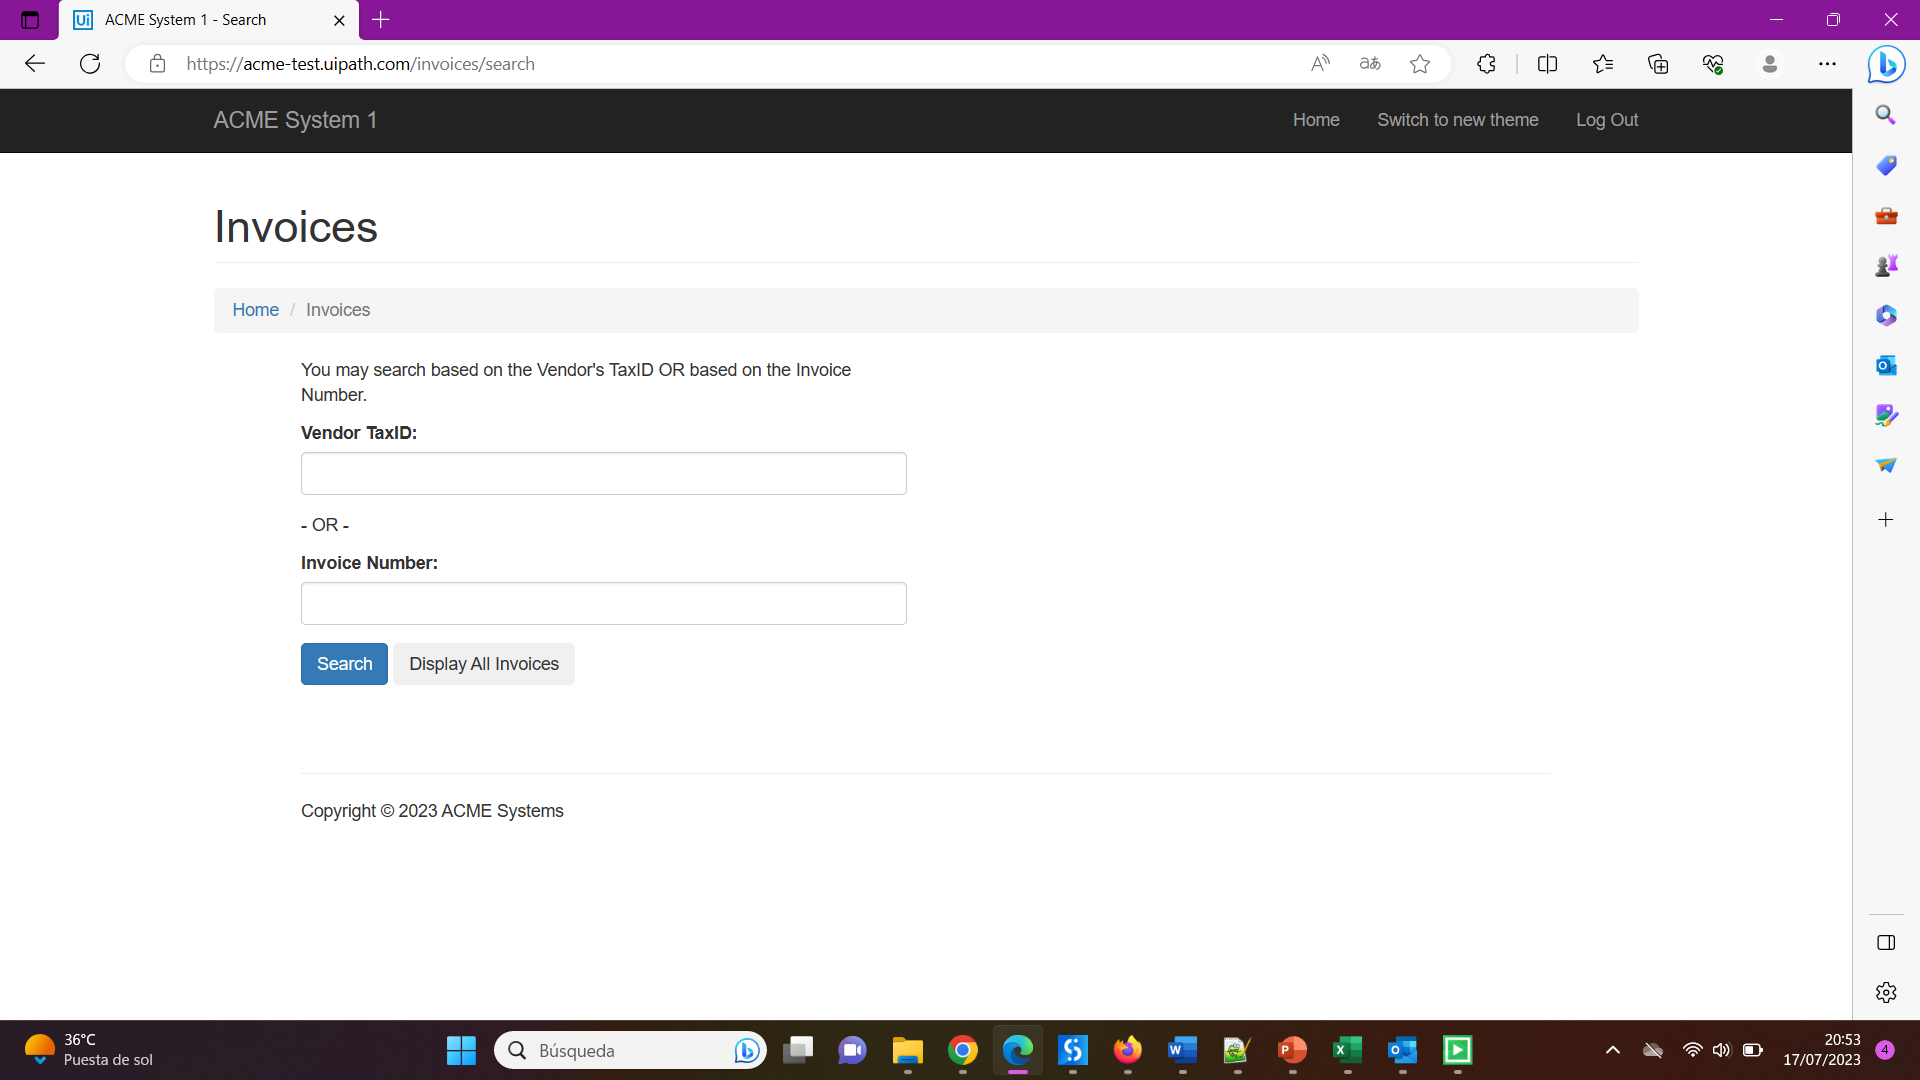 ACME System 1 - Search
https://acme-test.uipath.com/invoices/search
ACME System 1
Home
Switch to new theme
Log Out
Invoices
Home / Invoices
You may search based on the Vendor's TaxID OR based on the Invoice
Number.
Vendor TaxID:
- OR -
Invoice Number:
Search
Display All Invoices
Copyright © 2023 ACME Systems
36°C
Puesta de sol
Búsqueda
20:53
17/07/2023
4